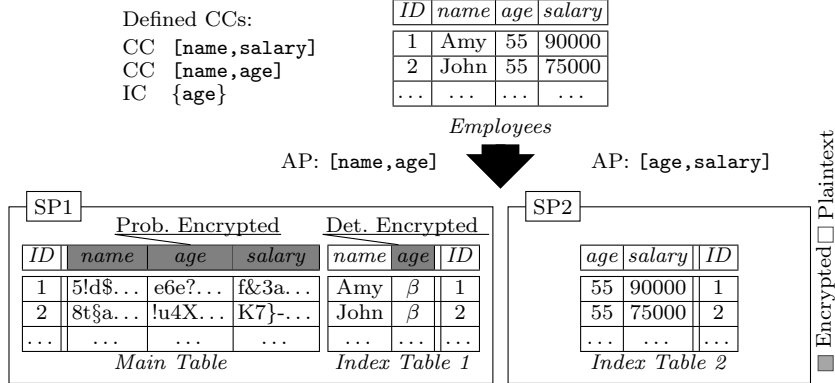 Defined CCs:
CC [name,salary]
CC [name,age]
IC {age}
ID name age salary
1 Amy 55 90000
2 John 55 75000
... ... ... ...
Employees
AP: [name,age]
AP: [age,salary]
SP1
Prob. Encrypted
Det. Encrypted
ID name age salary
1 5!d$... e6e?... f&3a...
2 8t§a... !u4X... K7}-...
... ... ... ...
Main Table
name age ID
Amy β 1
John β 2
... ... ...
Index Table 1
SP2
age salary ID
55 90000 1
55 75000 2
... ... ...
Index Table 2
Encrypted Plaintext